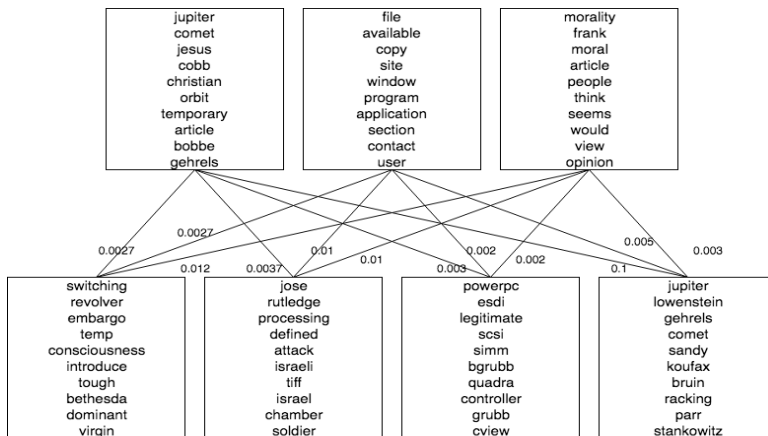 jupiter
comet
jesus
cobb
christian
orbit
temporary
article
bobbe
gehrels
file
available
copy
site
window
program
application
section
contact
user
morality
frank
moral
article
people
think
seems
would
view
opinion
0.0027
0.0027
0.012
0.0037
0.01
0.01
0.002
0.003
0.002
0.005
0.1
0.003
switching
revolver
embargo
temp
consciousness
introduce
tough
bethesda
dominant
virgin
jose
rutledge
processing
defined
attack
israeli
tiff
israel
chamber
soldier
powerpc
esdi
legitimate
scsi
simm
bgrubb
quadra
controller
grubb
cview
jupiter
lowenstein
gehrels
comet
sandy
koufax
bruin
racking
parr
stankowitz